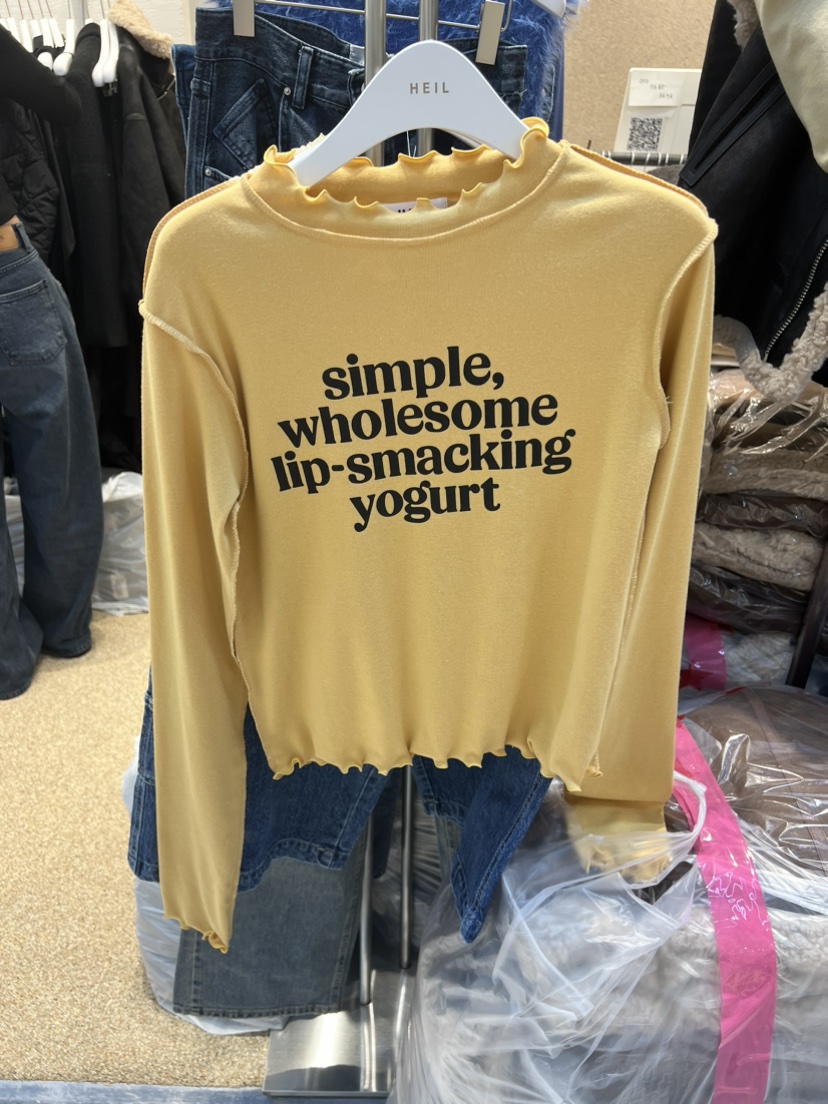 HEIL
simple,
wholesome
lip-smacking
yogurt